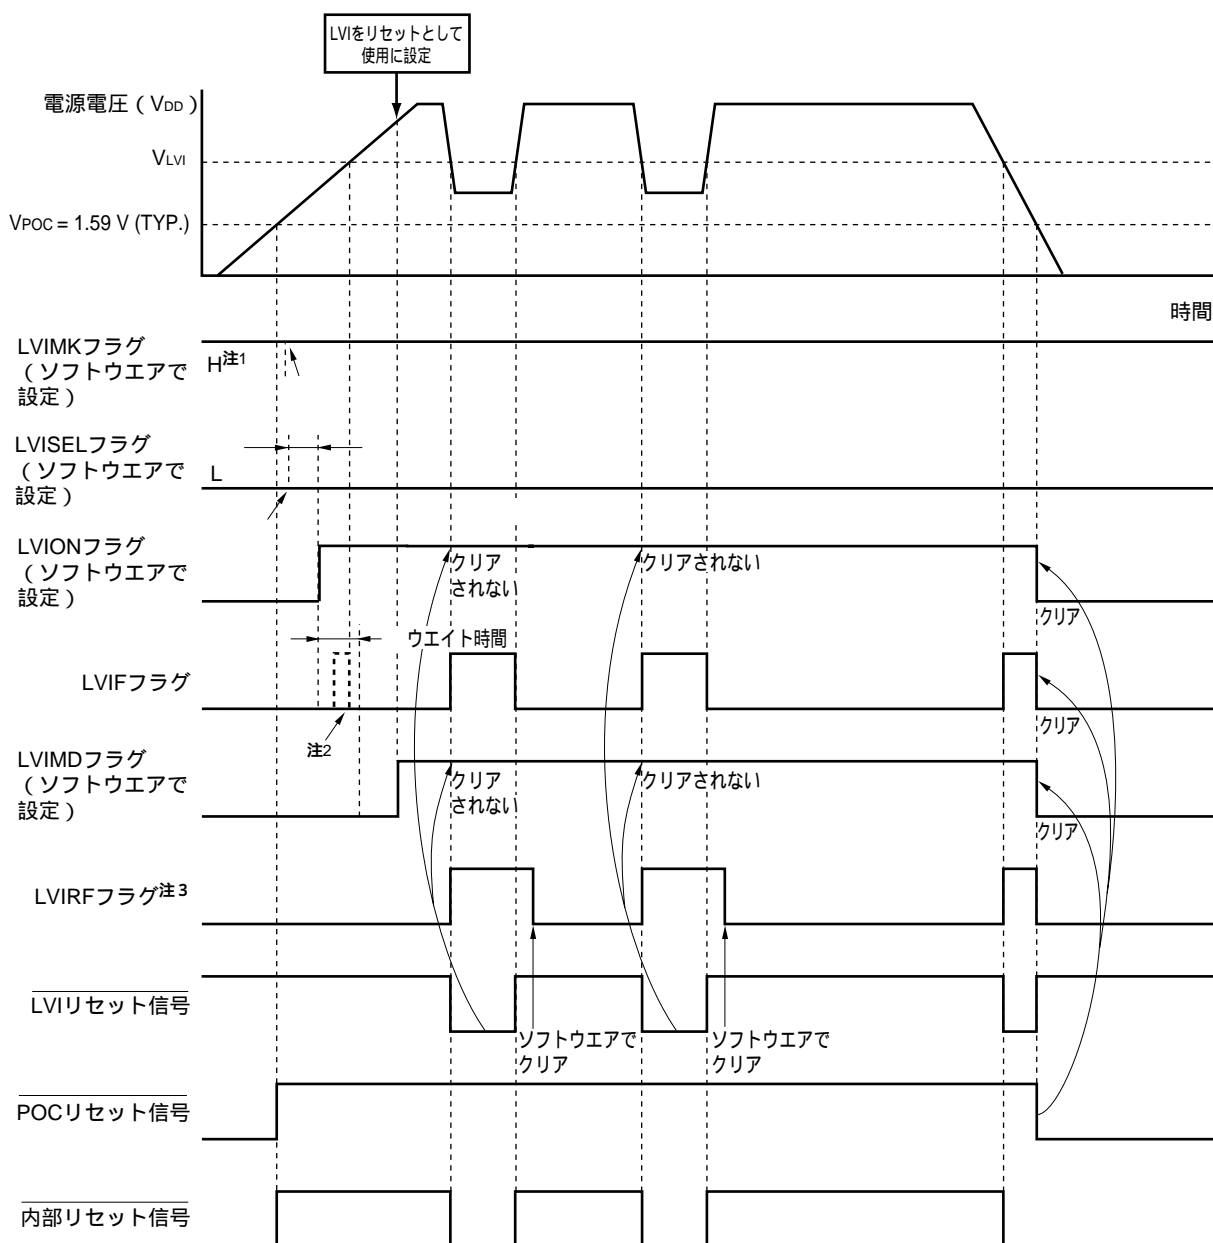 LVIをリセットとして
使用に設定
電源電圧（VDD）
VLVI
VPOC = 1.59 V (TYP.)
時間
LVIMKフラグ
（ソフトウエアで
設定）
H注1
LVISELフラグ
（ソフトウエアで
設定）
L
LVIONフラグ
（ソフトウエアで
設定）
クリア
されない
クリアされない
クリア
ウエイト時間
LVIFフラグ
注2
クリア
LVIMDフラグ
（ソフトウエアで
設定）
クリア
されない
クリアされない
クリア
LVIRFフラグ注3
LVIリセット信号
ソフトウエアで
クリア
ソフトウエアで
クリア
POCリセット信号
内部リセット信号